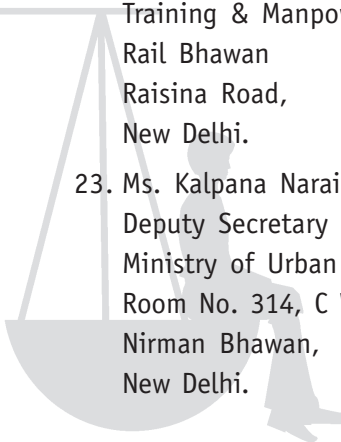 Training & Manpo
Rail Bhawan
Raisina Road,
New Delhi.
23. Ms. Kalpana Narai
Deputy Secretary
Ministry of Urban
Room No. 314, C
Nirman Bhawan,
New Delhi.